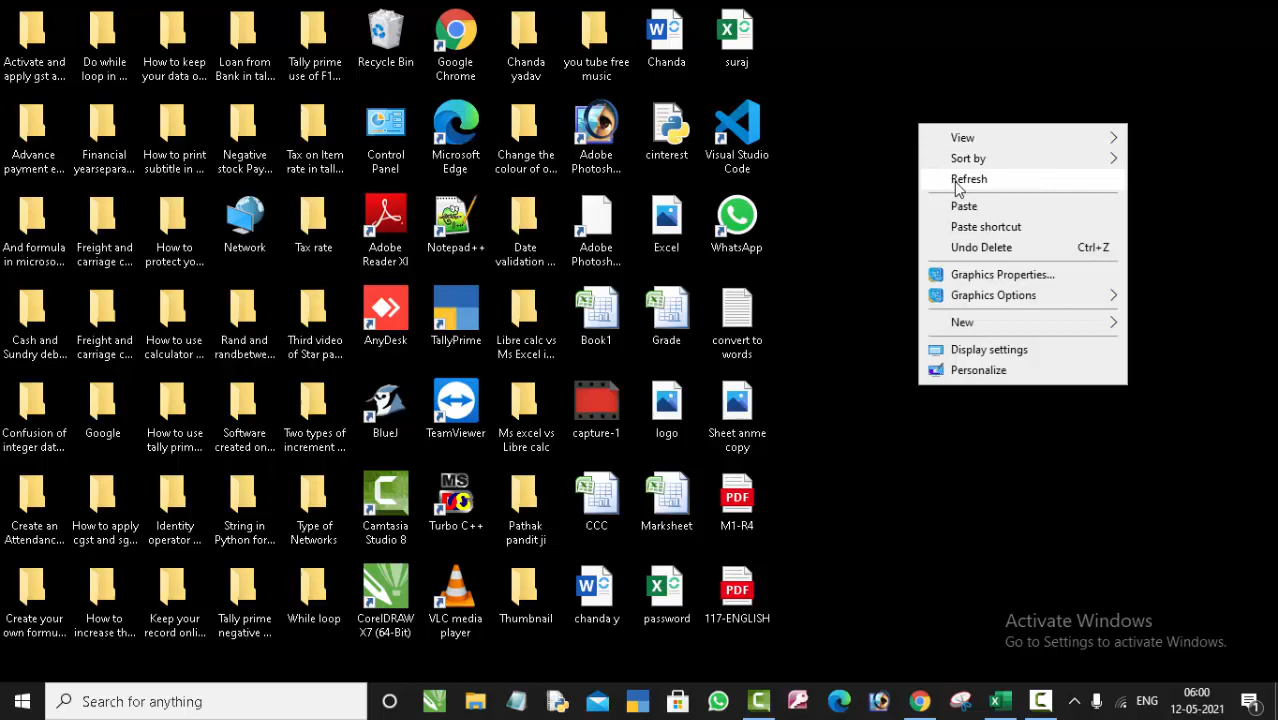 Activate and
apply gst a...
Do while
loop in ...
How to keep
your data o...
Loan from
Bank in tal...
Tally prime
use of F1...
Recycle Bin
Google
Chrome
Chanda
yadav
you tube free
music
Chanda
suraj
Advance
payment e...
Financial
yearsepara...
How to print
subtitle in ...
Negative
stock Pay...
Tax on Item
rate in tall...
Control
Panel
Microsoft
Edge
Change the
colour of o...
Adobe
Photosh...
cinterest
Visual Studio
Code
And formula
in microso...
Freight and
carriage c...
How to
protect yo...
Network
Tax rate
Adobe
Reader XI
Notepad++
Date
validation ...
Adobe
Photosh...
Excel
WhatsApp
Cash and
Sundry deb...
Freight and
carriage c...
How to use
calculator ...
Rand and
randbetwe...
Third video
of Star pa...
AnyDesk
TallyPrime
Libre calc vs
Ms Excel i...
Book1
Grade
convert to
words
Confusion of
integer dat...
Google
How to use
tally prim...
Software
created on...
Two types of
increment ...
BlueJ
TeamViewer
Ms excel vs
Libre calc
capture-1
logo
Sheet anme
copy
Create an
Attendanc...
How to apply
cgst and sg...
Identity
operator ...
String in
Python for...
Type of
Networks
Camtasia
Studio 8
MS
Turbo C++
Pathak
pandit ji
CCC
Marksheet
PDF
M1-R4
Create your
own formu...
How to
increase th...
Keep your
record onli...
Tally prime
negative ...
While loop
CorelDRAW
X7 (64-Bit)
VLC media
player
Thumbnail
chanda y
password
PDF
117-ENGLISH
View
Sort by
Refresh
Paste
Paste shortcut
Undo Delete Ctrl+Z
Graphics Properties...
Graphics Options
New
Display settings
Personalize
Activate Windows
Go to Settings to activate Windows.
Search for anything
ENG
06:00
12-05-2021
1